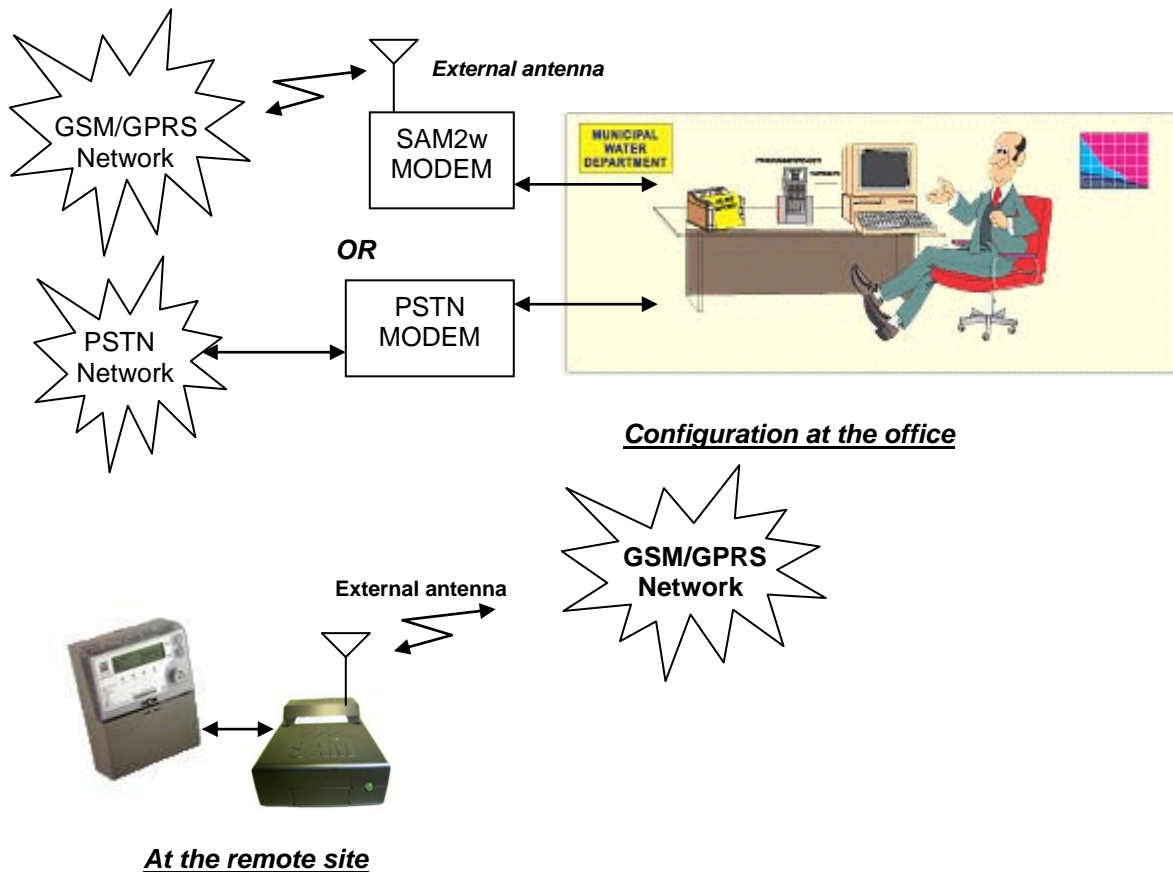 External antenna
GSM/GPRS
Network
SAM2w
MODEM
MUNICIPAL
WATER
DEPARTMENT
OR
PSTN
Network
PSTN
MODEM
Configuration at the office
GSM/GPRS
Network
External antenna
SAM
At the remote site